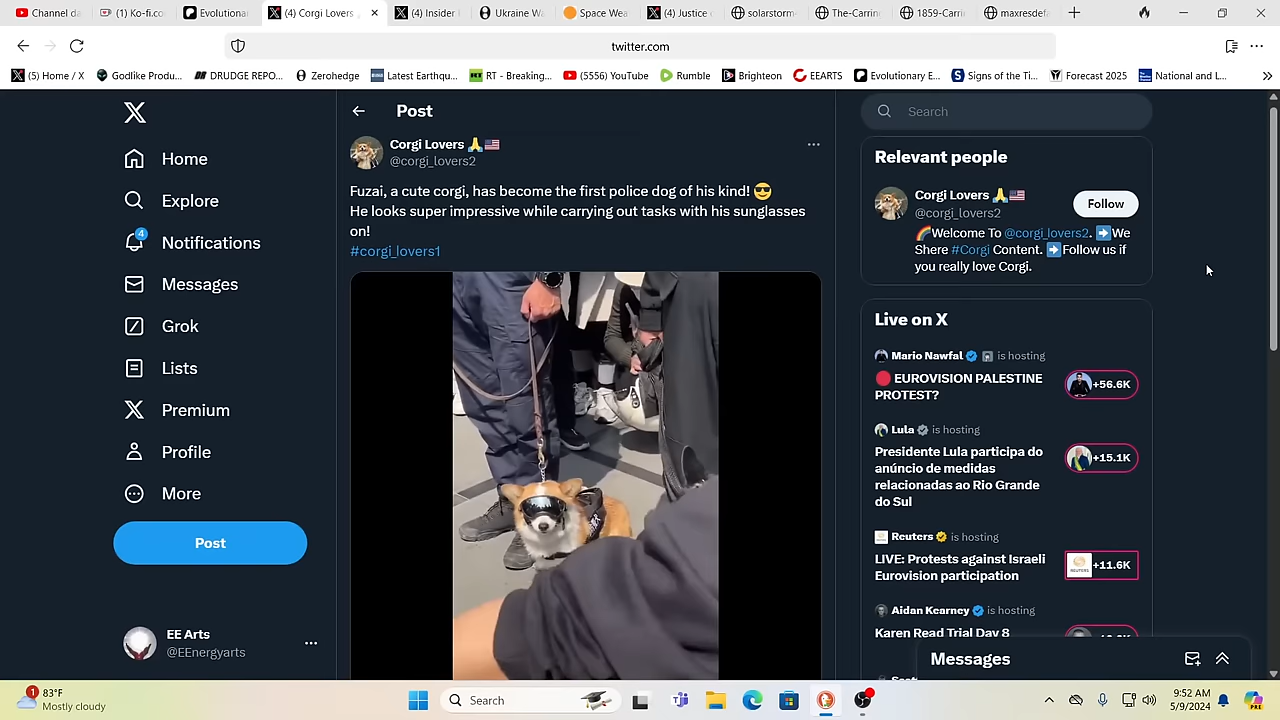 Channel da
(1) Ko-fi.co
Evolutional
(4) Corgi Lovers
(4) Insider
Ukraine W
Space Wea
(4) Justice
solarstorm-
The-Carrin
1859-Carri
maxresdef
twitter.com
(5) Home / X
Godlike Produ...
DRUDGE REPO...
Zerohedge
Latest Earthqu...
RT - Breaking...
(5556) YouTube
Rumble
Brighteon
EEARTS
Evolutionary E...
Signs of the Ti...
Forecast 2025
National and L...
Home
Explore
4
Notifications
Messages
Grok
Lists
Premium
Profile
More
Post
EE Arts
@EEnergyarts
Post
Corgi Lovers 🙏🇺🇸
@corgi_lovers2
Fuzai, a cute corgi, has become the first police dog of his kind! 😎
He looks super impressive while carrying out tasks with his sunglasses
on!
#corgi_lovers1
Search
Relevant people
Corgi Lovers 🙏🇺🇸
@corgi_lovers2
Follow
🌈Welcome To @corgi_lovers2. ➡️We
Shere #Corgi Content. ➡️Follow us if
you really love Corgi.
Live on X
Mario Nawfal is hosting
🔴 EUROVISION PALESTINE
PROTEST?
+56.6K
Lula is hosting
Presidente Lula participa do
anúncio de medidas
relacionadas ao Rio Grande
do Sul
+15.1K
Reuters is hosting
LIVE: Protests against Israeli
Eurovision participation
REUTERS
+11.6K
Aidan Kearney is hosting
Karen Read Trial Day 8
Messages
1
83°F
Mostly cloudy
Search
9:52 AM
5/9/2024
PRE